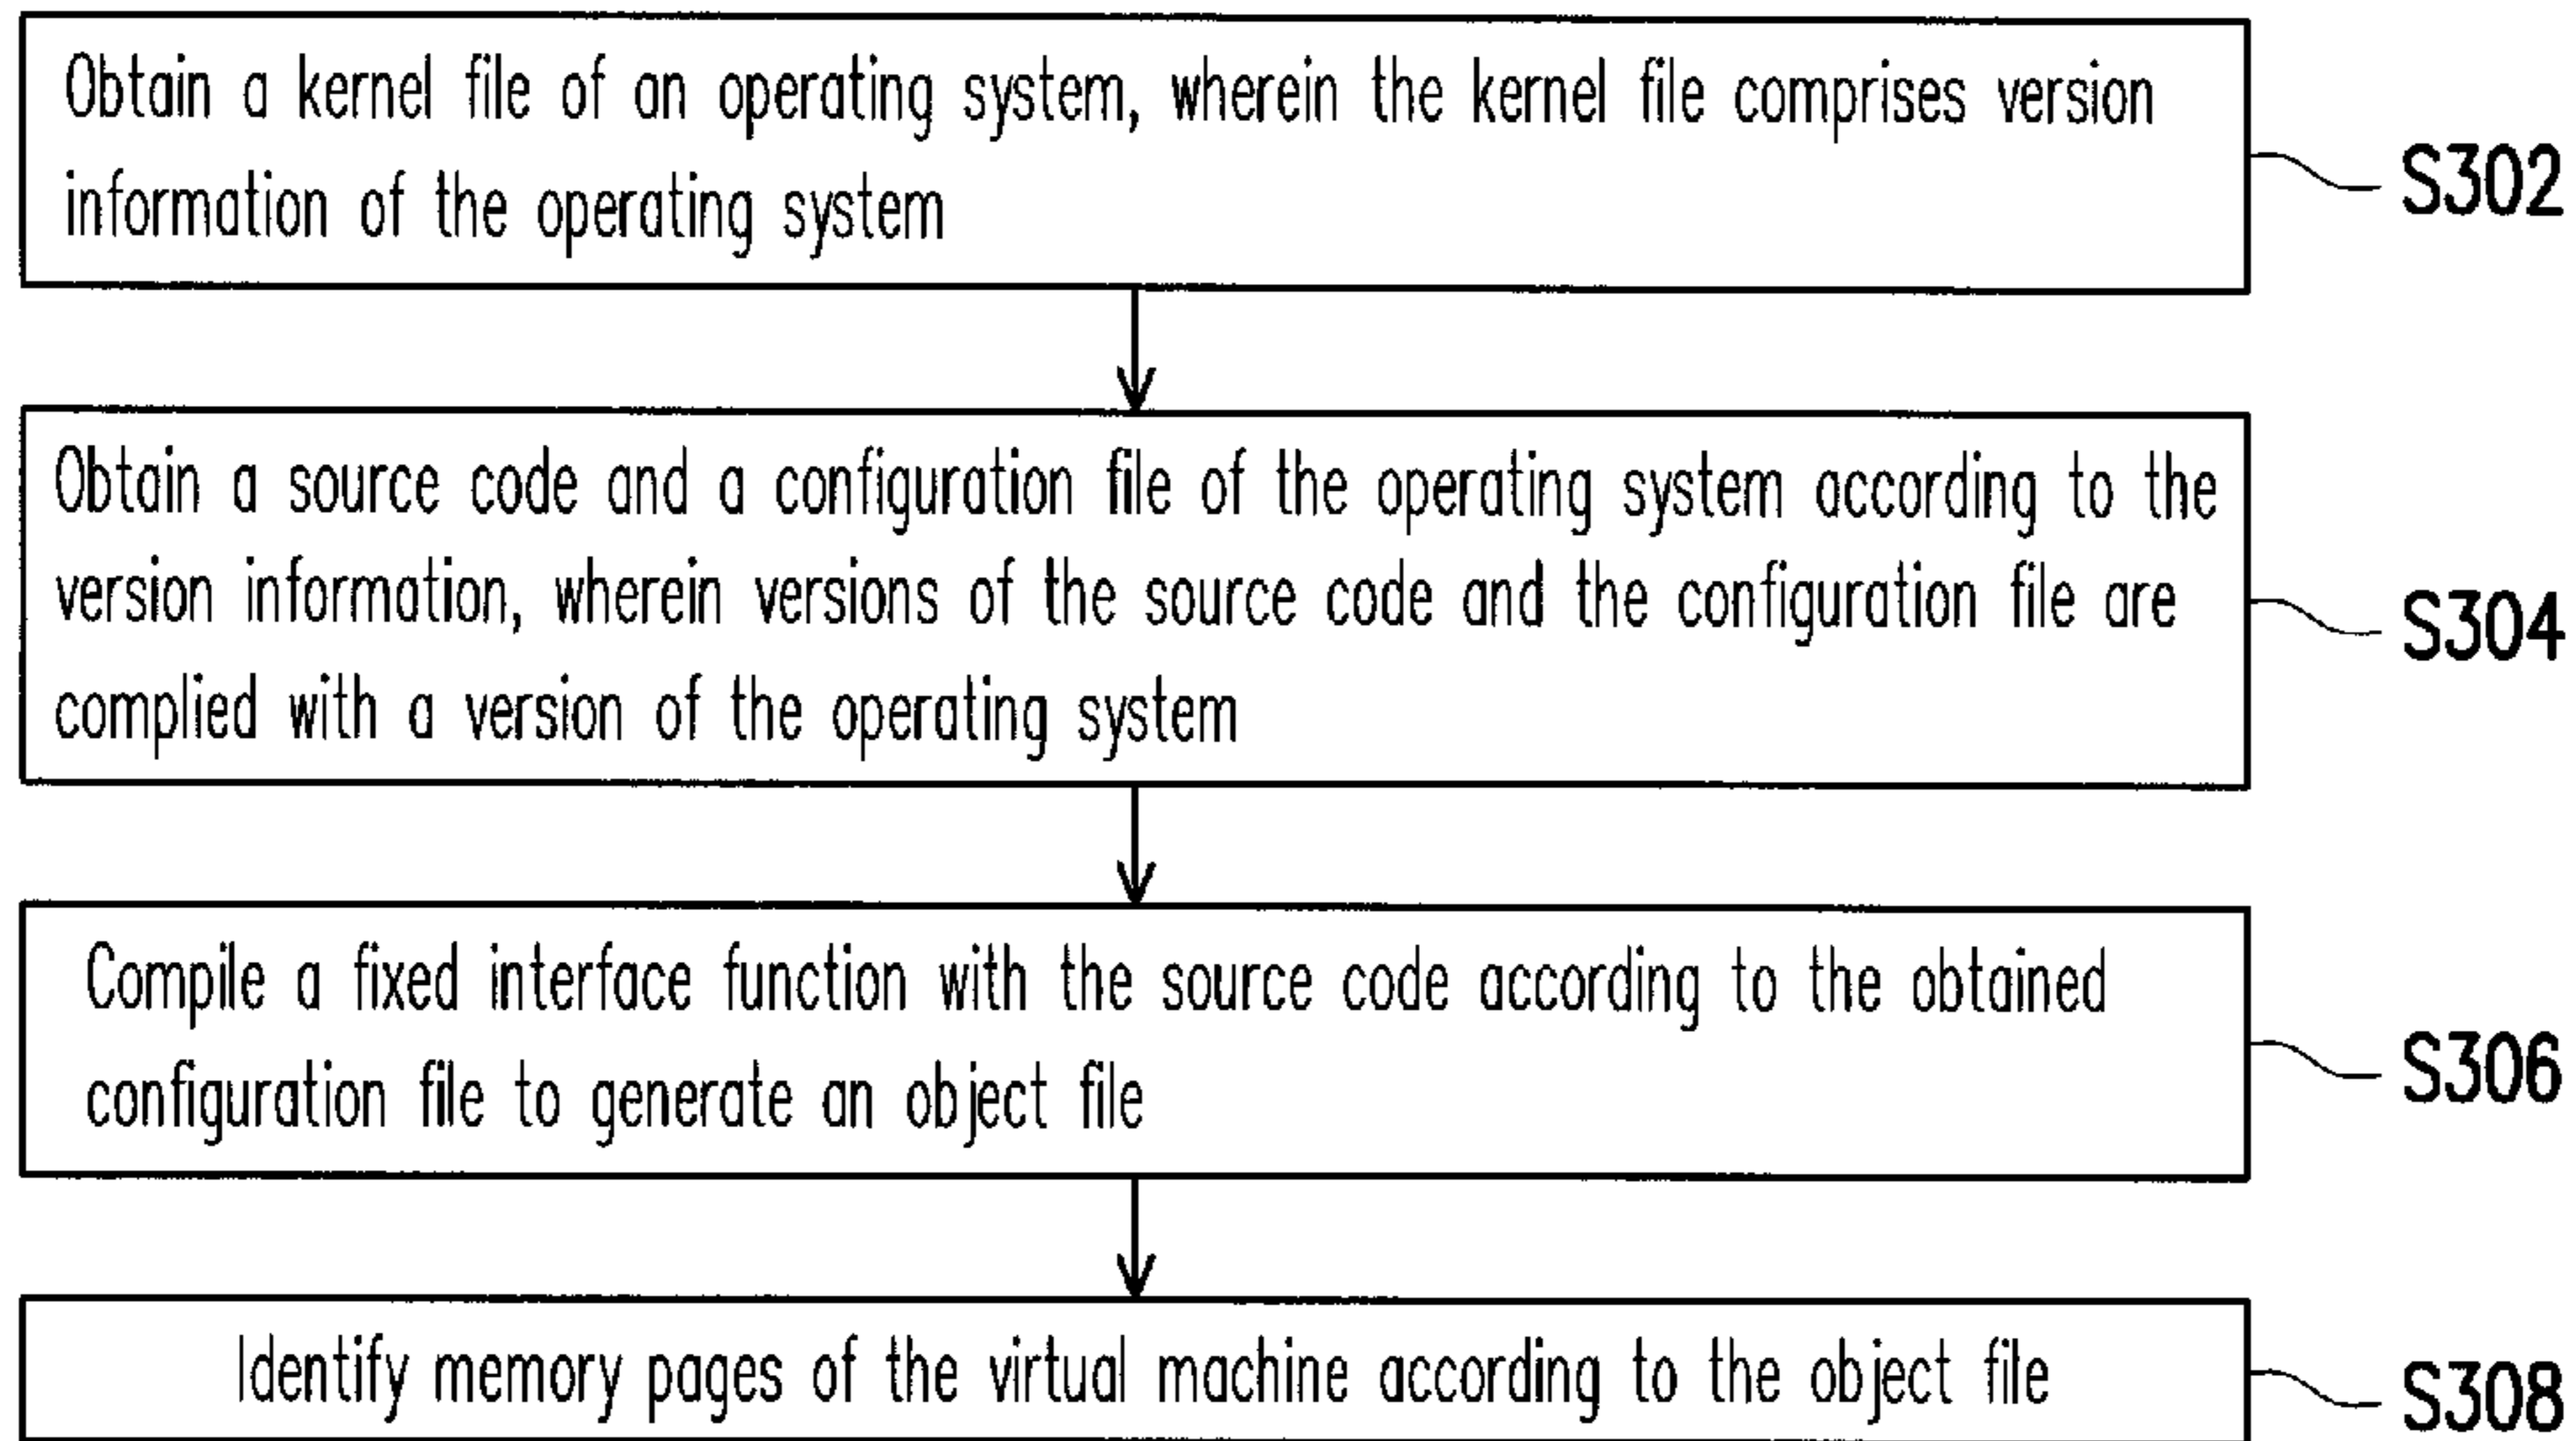 Obtain a kernel file of an operating system, wherein the kernel file comprises version
information of the operating system
S302
Obtain a source code and a configuration file of the operating system according to the
version information, wherein versions of the source code and the configuration file are
complied with a version of the operating system
S304
Compile a fixed interface function with the source code according to the obtained
configuration file to generate an object file
S306
Identify memory pages of the virtual machine according to the object file
S308